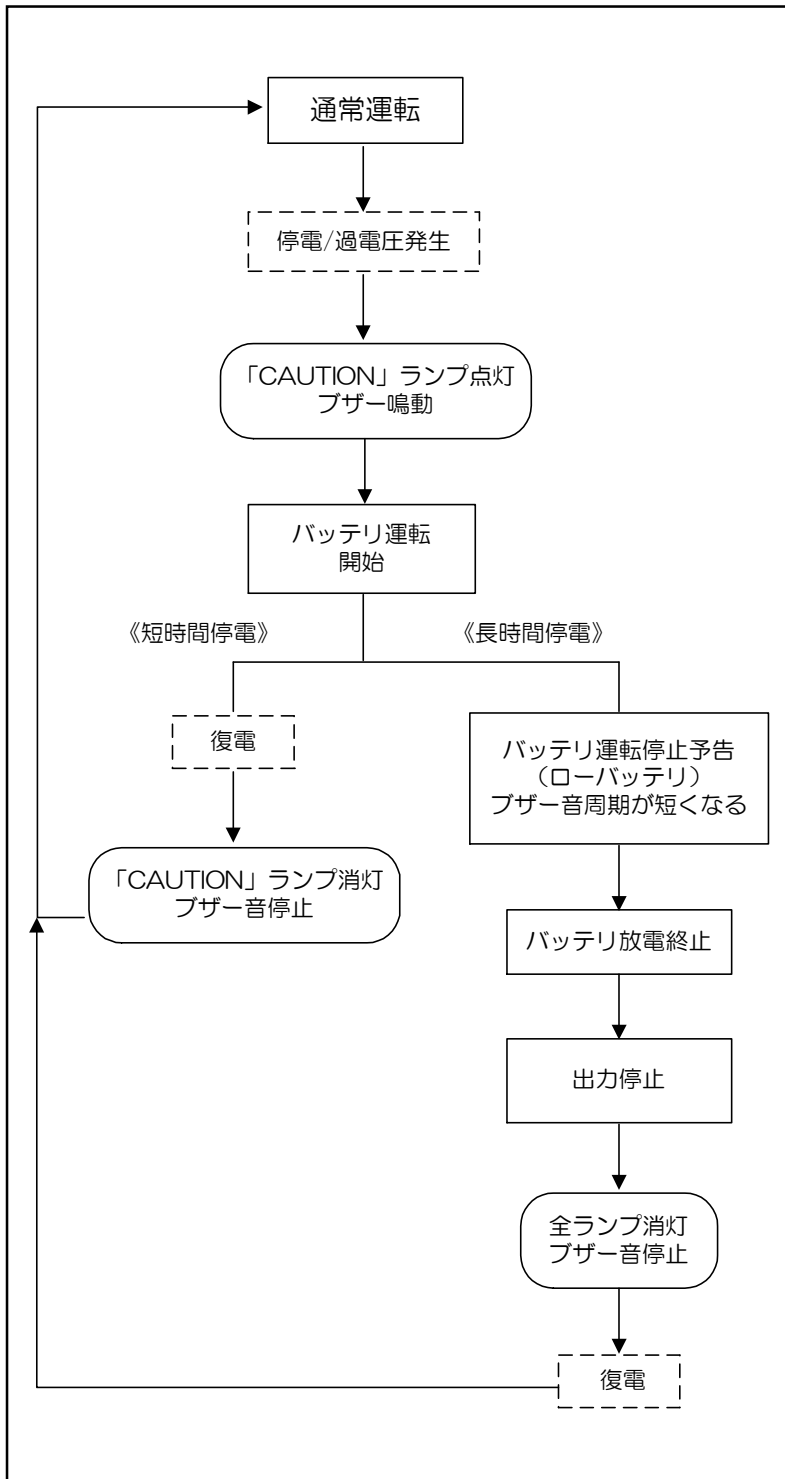 通常運転
停電/過電圧発生
「CAUTION」ランプ点灯
ブザー鳴動
バッテリ運転
開始
《短時間停電》
《長時間停電》
復電
「CAUTION」ランプ消灯
ブザー音停止
バッテリ運転停止予告
（ローバッテリ）
ブザー音周期が短くなる
バッテリ放電終止
出力停止
全ランプ消灯
ブザー音停止
復電